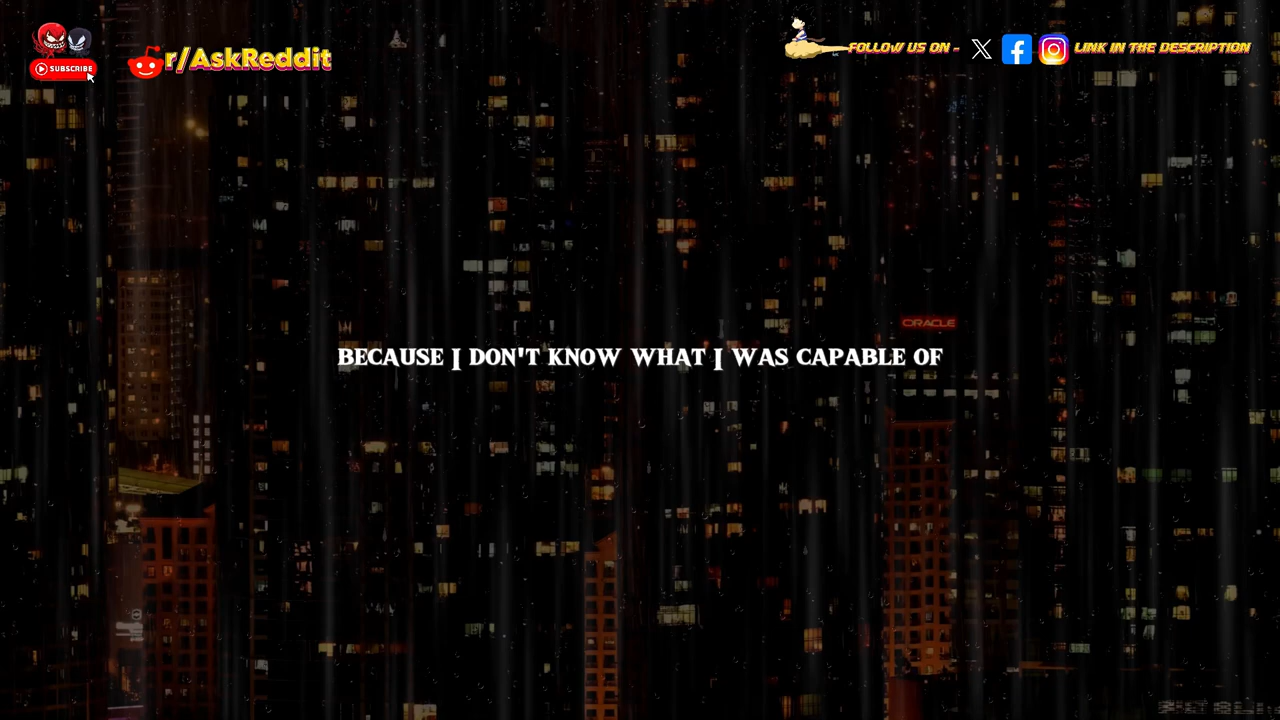 SUBSCRIBE
r/AskReddit
FOLLOW US ON -
LINK IN THE DESCRIPTION
ORACLE
BECAUSE I DON'T KNOW WHAT I WAS CAPABLE OF